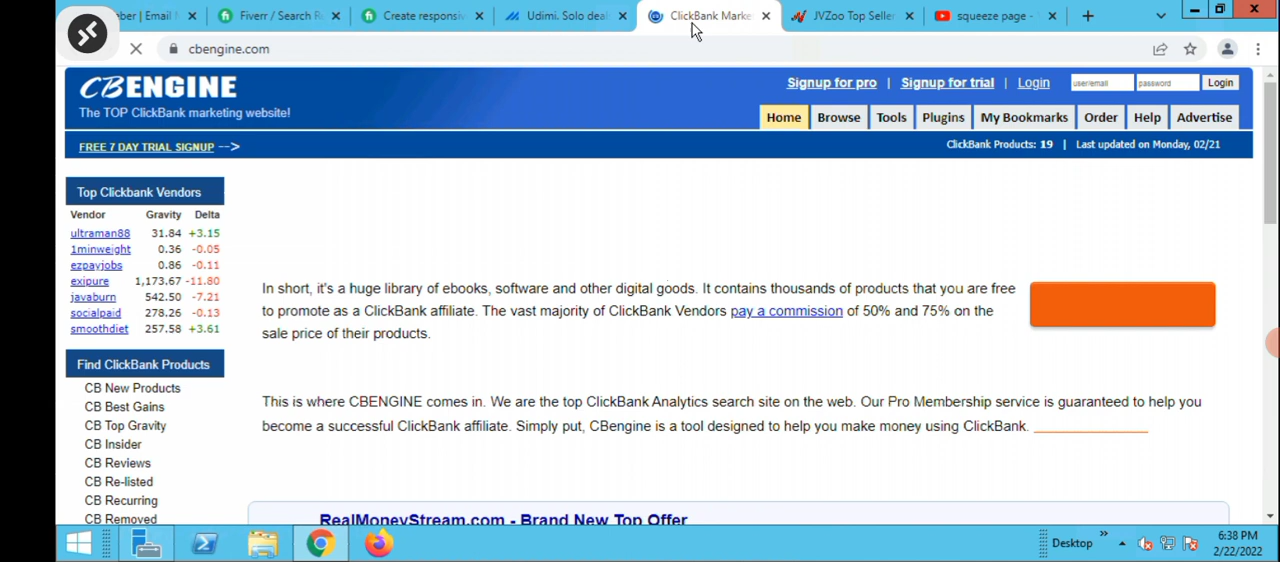 ber | Email
Fiverr / Search R
Create responsiv
Udimi. Solo deal
ClickBank Marke
JVZoo Top Seller
squeeze page -
cbengine.com
CBENGINE
The TOP ClickBank marketing website!
Signup for pro | Signup for trial | Login
user/email
password
Login
Home
Browse
Tools
Plugins
My Bookmarks
Order
Help
Advertise
FREE 7 DAY TRIAL SIGNUP -->
ClickBank Products: 19 | Last updated on Monday, 02/21
Top Clickbank Vendors
Vendor Gravity Delta
ultraman88 31.84 +3.15
1minweight 0.36 -0.05
ezpayjobs 0.86 -0.11
exipure 1,173.67 -11.80
javaburn 542.50 -7.21
socialpaid 278.26 -0.13
smoothdiet 257.58 +3.61
Find ClickBank Products
CB New Products
CB Best Gains
CB Top Gravity
CB Insider
CB Reviews
CB Re-listed
CB Recurring
CB Removed
In short, it's a huge library of ebooks, software and other digital goods. It contains thousands of products that you are free
to promote as a ClickBank affiliate. The vast majority of ClickBank Vendors pay a commission of 50% and 75% on the
sale price of their products.
This is where CBENGINE comes in. We are the top ClickBank Analytics search site on the web. Our Pro Membership service is guaranteed to help you
become a successful ClickBank affiliate. Simply put, CBengine is a tool designed to help you make money using ClickBank.
RealMoneyStream.com - Brand New Top Offer
Desktop
6:38 PM
2/22/2022